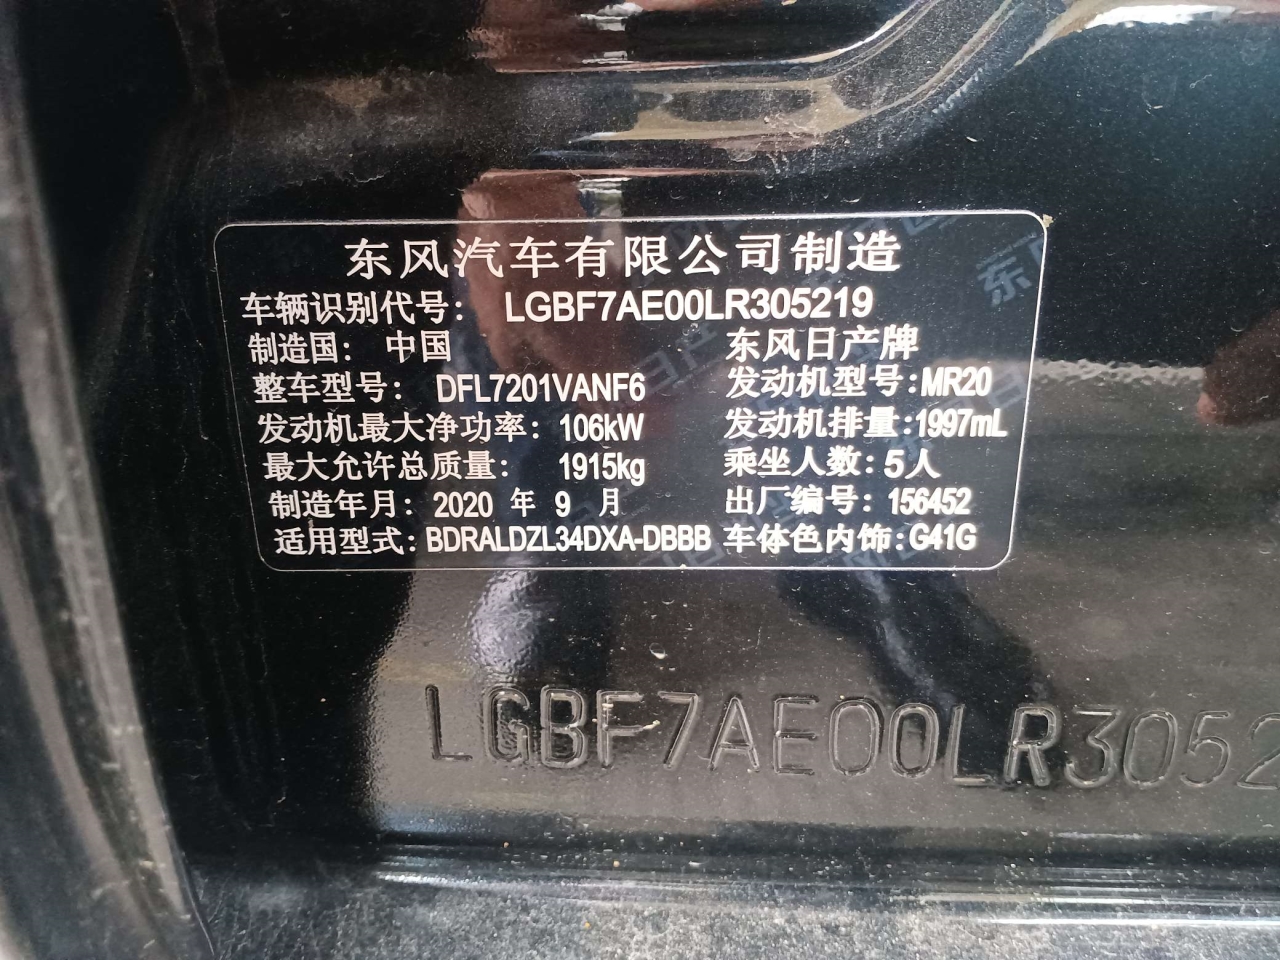 东风汽车有限公司制造
车辆识别代号： LGBF7AE00LR305219
制造国： 中国 东风日产牌
整车型号： DFL7201VANF6 发动机型号：MR20
发动机最大净功率： 106kW 发动机排量：1997mL
最大允许总质量： 1915kg 乘坐人数：5人
制造年月：2020 年 9 月 出厂编号：156452
适用型式：BDRALDZL34DXA-DBBB 车体色内饰：G41G
LGBF7AE00LR3052